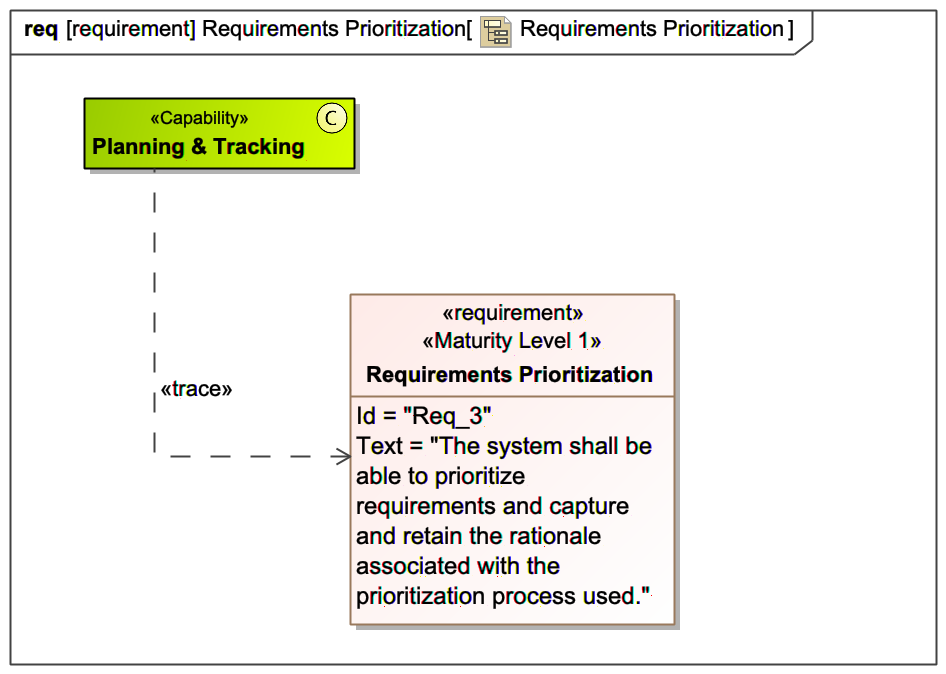 req [requirement] Requirements Prioritization[ Requirements Prioritization ]
«Capability»
C
Planning & Tracking
«trace»
«requirement»
«Maturity Level 1»
Requirements Prioritization
Id = "Req_3"
Text = "The system shall be
able to prioritize
requirements and capture
and retain the rationale
associated with the
prioritization process used."